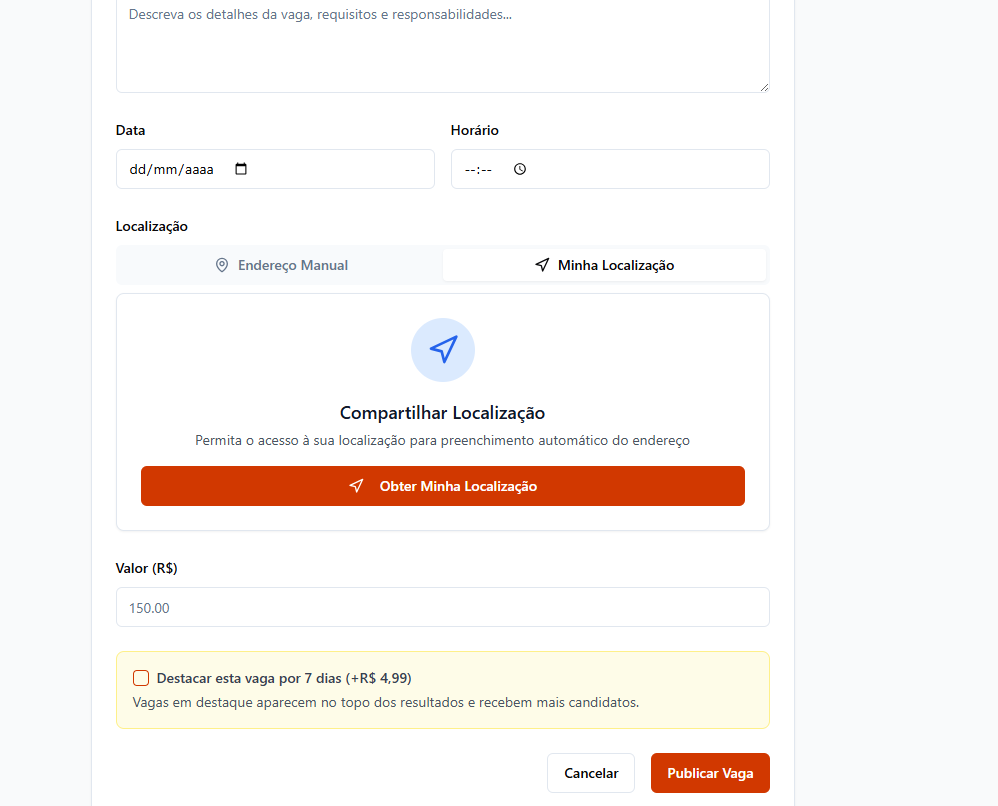 Descreva os detalhes da vaga, requisitos e responsabilidades...
Data
Horário
dd/mm/aaaa
--:--
Localização
Endereço Manual
Minha Localização
Compartilhar Localização
Permita o acesso à sua localização para preenchimento automático do endereço
Obter Minha Localização
Valor (R$)
150.00
Destacar esta vaga por 7 dias (+R$ 4,99)
Vagas em destaque aparecem no topo dos resultados e recebem mais candidatos.
Cancelar
Publicar Vaga